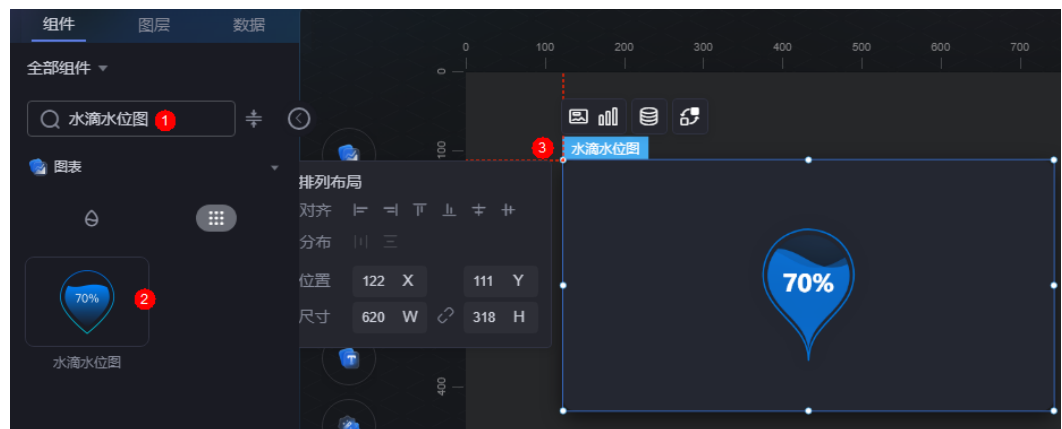 组件 图层 数据
全部组件
水滴水位图 1
图表
70%
2
水滴水位图
排列布局
对齐
分布
位置 122 X 111 Y
尺寸 620 W 318 H
T
0 100 200 300 400 500 600 700
0
100
400
3 水滴水位图
70%